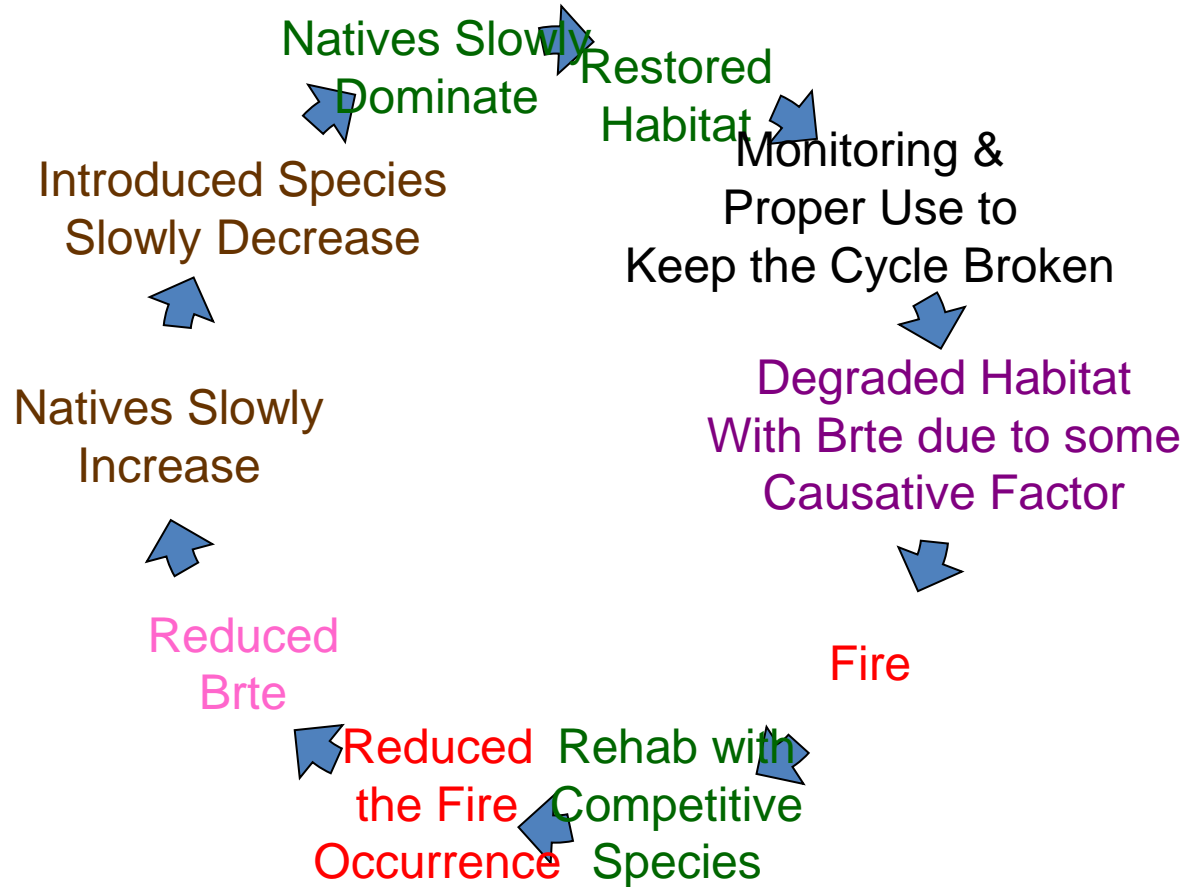 Natives Slowly
Dominate
Restored
Habitat
Monitoring &
Proper Use to
Keep the Cycle Broken
Degraded Habitat
With Brte due to some
Causative Factor
Fire
Rehab with
Competitive
Species
Reduced
the Fire
Occurrence
Reduced
Brte
Natives Slowly
Increase
Introduced Species
Slowly Decrease